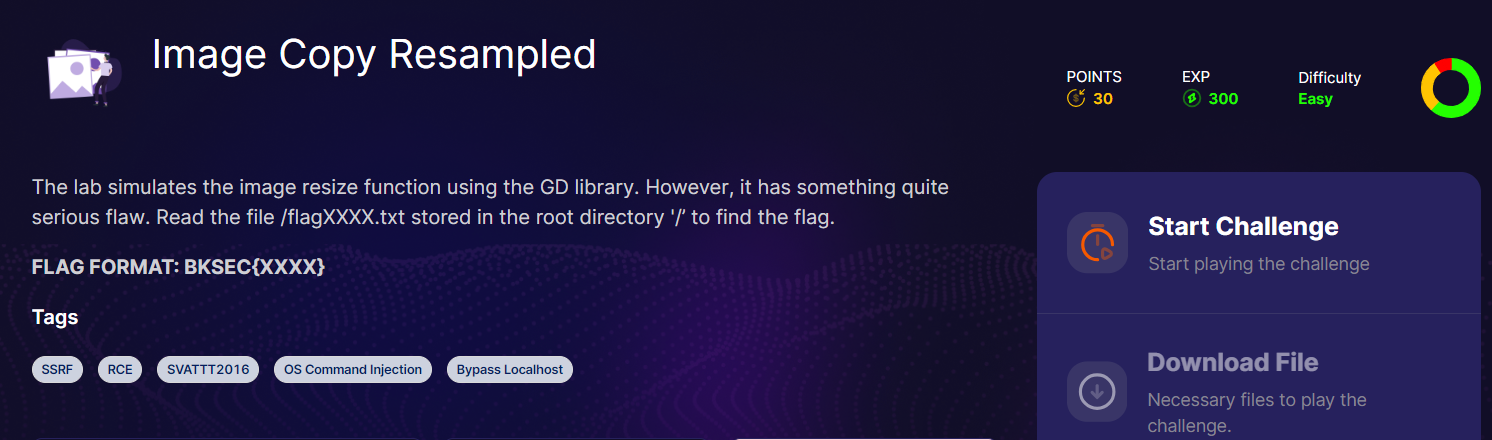 Image Copy Resampled
POINTS
30
EXP
300
Difficulty
Easy
The lab simulates the image resize function using the GD library. However, it has something quite
serious flaw. Read the file /flagXXXX.txt stored in the root directory '/' to find the flag.
FLAG FORMAT: BKSEC{XXXX}
Tags
SSRF
RCE
SVATTT2016
OS Command Injection
Bypass Localhost
Start Challenge
Start playing the challenge
Download File
Necessary files to play the
challenge.